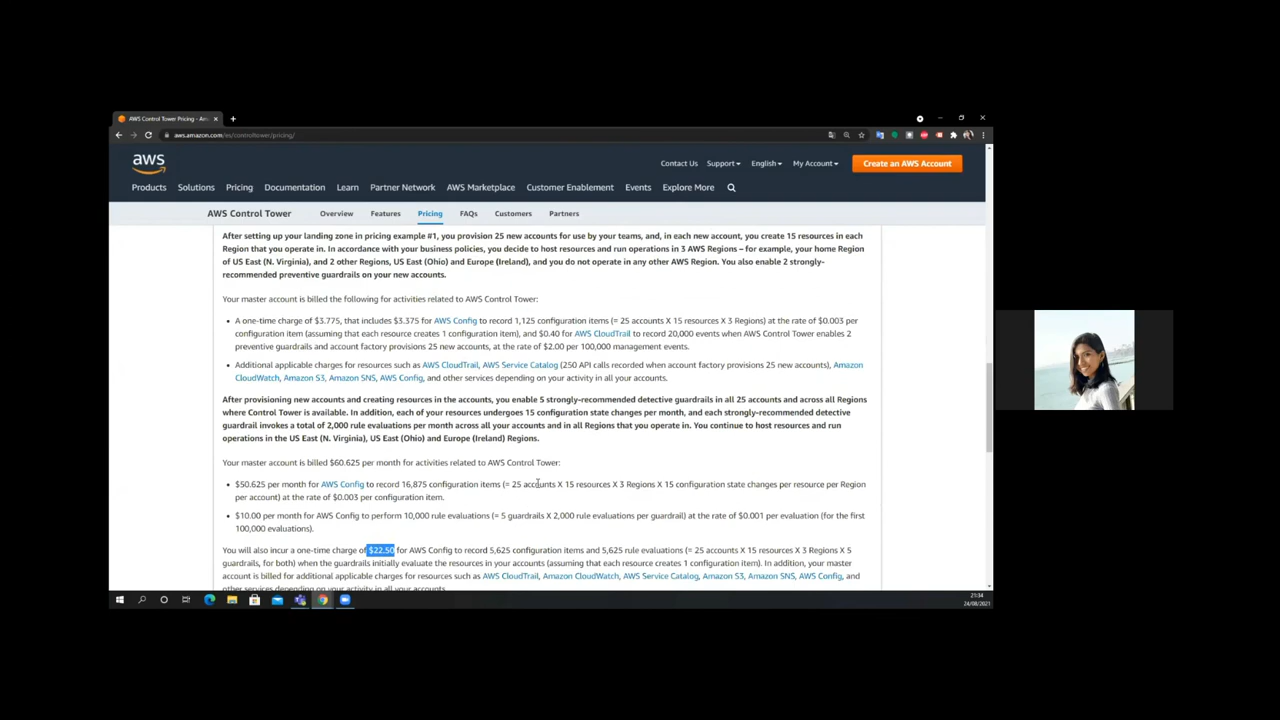 AWS Control Tower Pricing - Am
aws.amazon.com/es/controltower/pricing/
aws
Contact Us Support English My Account Create an AWS Account
Products Solutions Pricing Documentation Learn Partner Network AWS Marketplace Customer Enablement Events Explore More
AWS Control Tower Overview Features Pricing FAQs Customers Partners
After setting up your landing zone in pricing example #1, you provision 25 new accounts for use by your teams, and, in each new account, you create 15 resources in each
Region that you operate in. In accordance with your business policies, you decide to host resources and run operations in 3 AWS Regions – for example, your home Region
of US East (N. Virginia), and 2 other Regions, US East (Ohio) and Europe (Ireland), and you do not operate in any other AWS Region. You also enable 2 strongly-
recommended preventive guardrails on your new accounts.
Your master account is billed the following for activities related to AWS Control Tower:
• A one-time charge of $3.775, that includes $3.375 for AWS Config to record 1,125 configuration items (= 25 accounts X 15 resources X 3 Regions) at the rate of $0.003 per
configuration item (assuming that each resource creates 1 configuration item), and $0.40 for AWS CloudTrail to record 20,000 events when AWS Control Tower enables 2
preventive guardrails and account factory provisions 25 new accounts, at the rate of $2.00 per 100,000 management events.
• Additional applicable charges for resources such as AWS CloudTrail, AWS Service Catalog (250 API calls recorded when account factory provisions 25 new accounts), Amazon
CloudWatch, Amazon S3, Amazon SNS, AWS Config, and other services depending on your activity in all your accounts.
After provisioning new accounts and creating resources in the accounts, you enable 5 strongly-recommended detective guardrails in all 25 accounts and across all Regions
where Control Tower is available. In addition, each of your resources undergoes 15 configuration state changes per month, and each strongly-recommended detective
guardrail invokes a total of 2,000 rule evaluations per month across all your accounts and in all Regions that you operate in. You continue to host resources and run
operations in the US East (N. Virginia), US East (Ohio) and Europe (Ireland) Regions.
Your master account is billed $60.625 per month for activities related to AWS Control Tower:
• $50.625 per month for AWS Config to record 16,875 configuration items (= 25 accounts X 15 resources X 3 Regions X 15 configuration state changes per resource per Region
per account) at the rate of $0.003 per configuration item.
• $10.00 per month for AWS Config to perform 10,000 rule evaluations (= 5 guardrails X 2,000 rule evaluations per guardrail) at the rate of $0.001 per evaluation (for the first
100,000 evaluations).
You will also incur a one-time charge of $22.50 for AWS Config to record 5,625 configuration items and 5,625 rule evaluations (= 25 accounts X 15 resources X 3 Regions X 5
guardrails, for both) when the guardrails initially evaluate the resources in your accounts (assuming that each resource creates 1 configuration item). In addition, your master
account is billed for additional applicable charges for resources such as AWS CloudTrail, Amazon CloudWatch, AWS Service Catalog, Amazon S3, Amazon SNS, AWS Config, and
other services depending on your activity in all your accounts.
21:34
24/08/2021